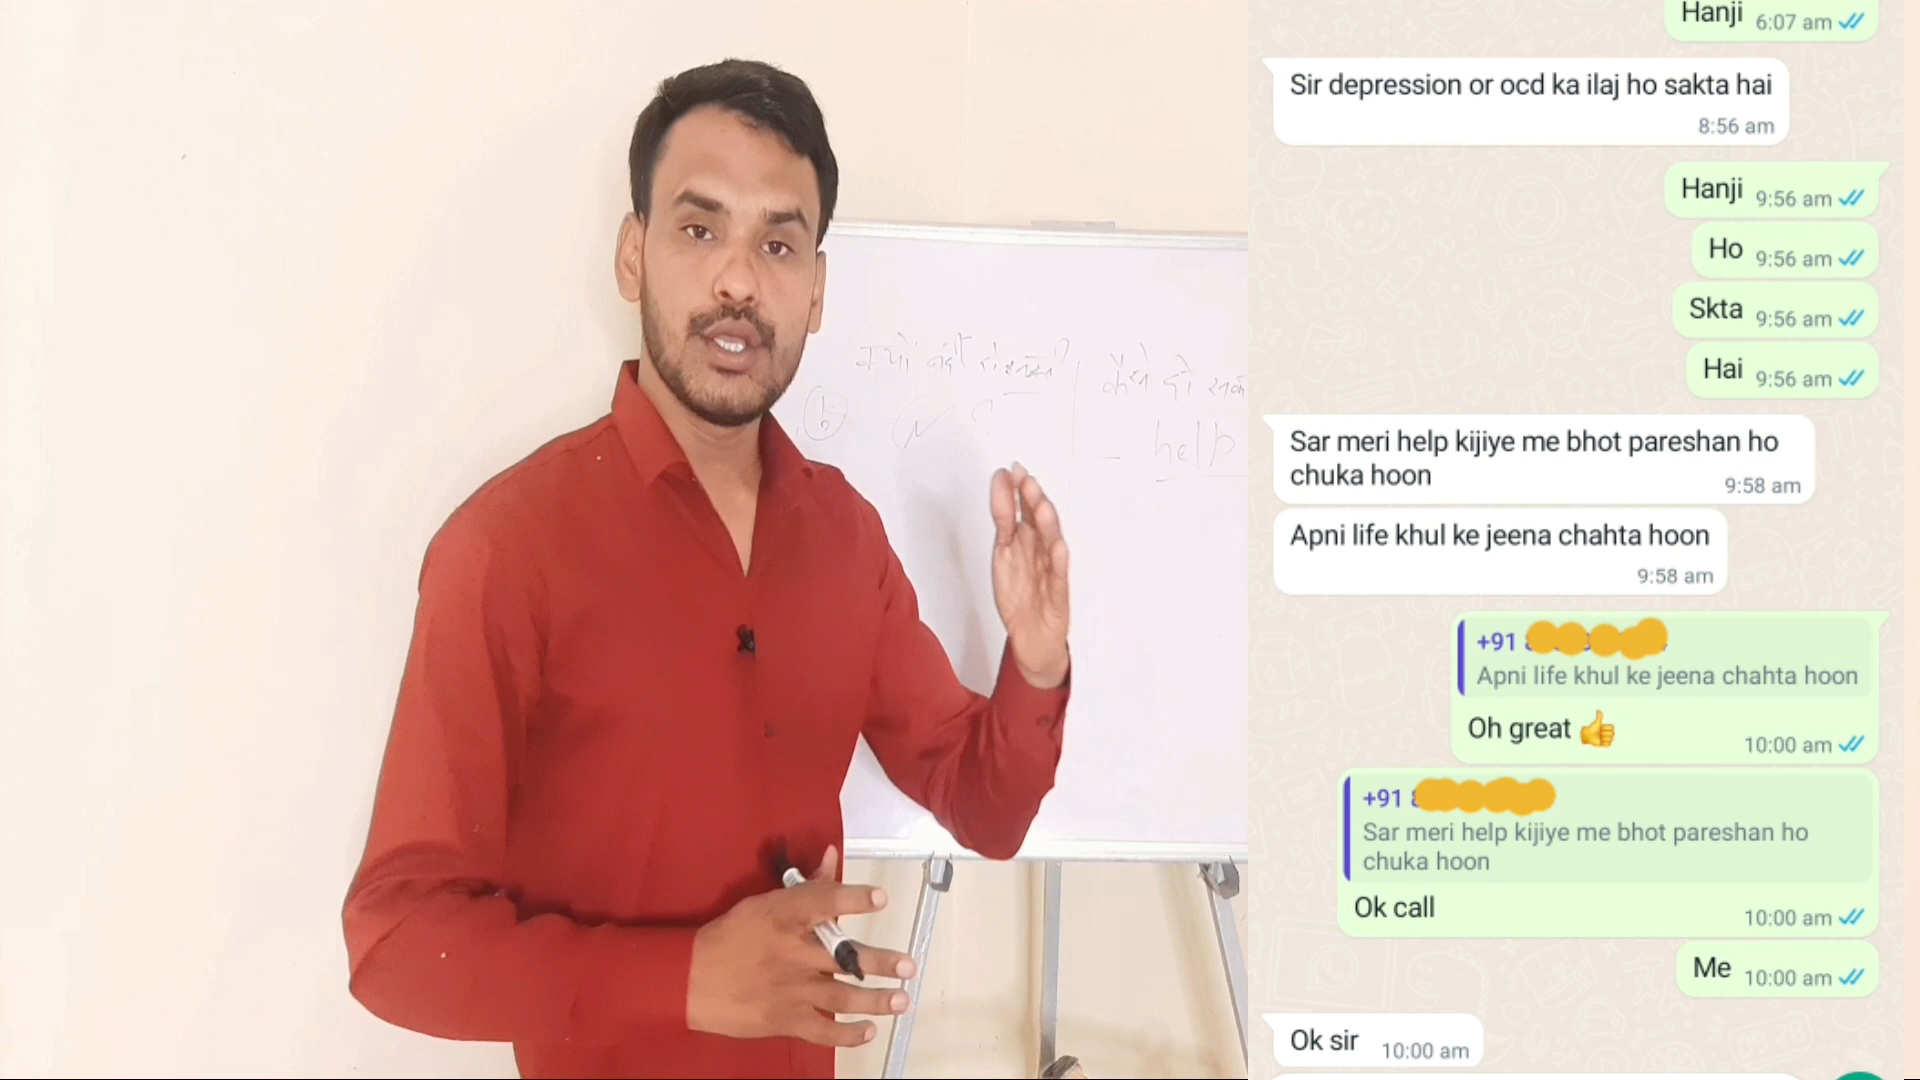 क्यों नहीं हो सकती
कैसे हो
help
Hanji 6:07 am
Sir depression or ocd ka ilaj ho sakta hai
8:56 am
Hanji 9:56 am
Ho 9:56 am
Skta 9:56 am
Hai 9:56 am
Sar meri help kijiye me bhot pareshan ho
chuka hoon 9:58 am
Apni life khul ke jeena chahta hoon
9:58 am
+91
Apni life khul ke jeena chahta hoon
Oh great 👍 10:00 am
+91
Sar meri help kijiye me bhot pareshan ho
chuka hoon
Ok call 10:00 am
Me 10:00 am
Ok sir 10:00 am